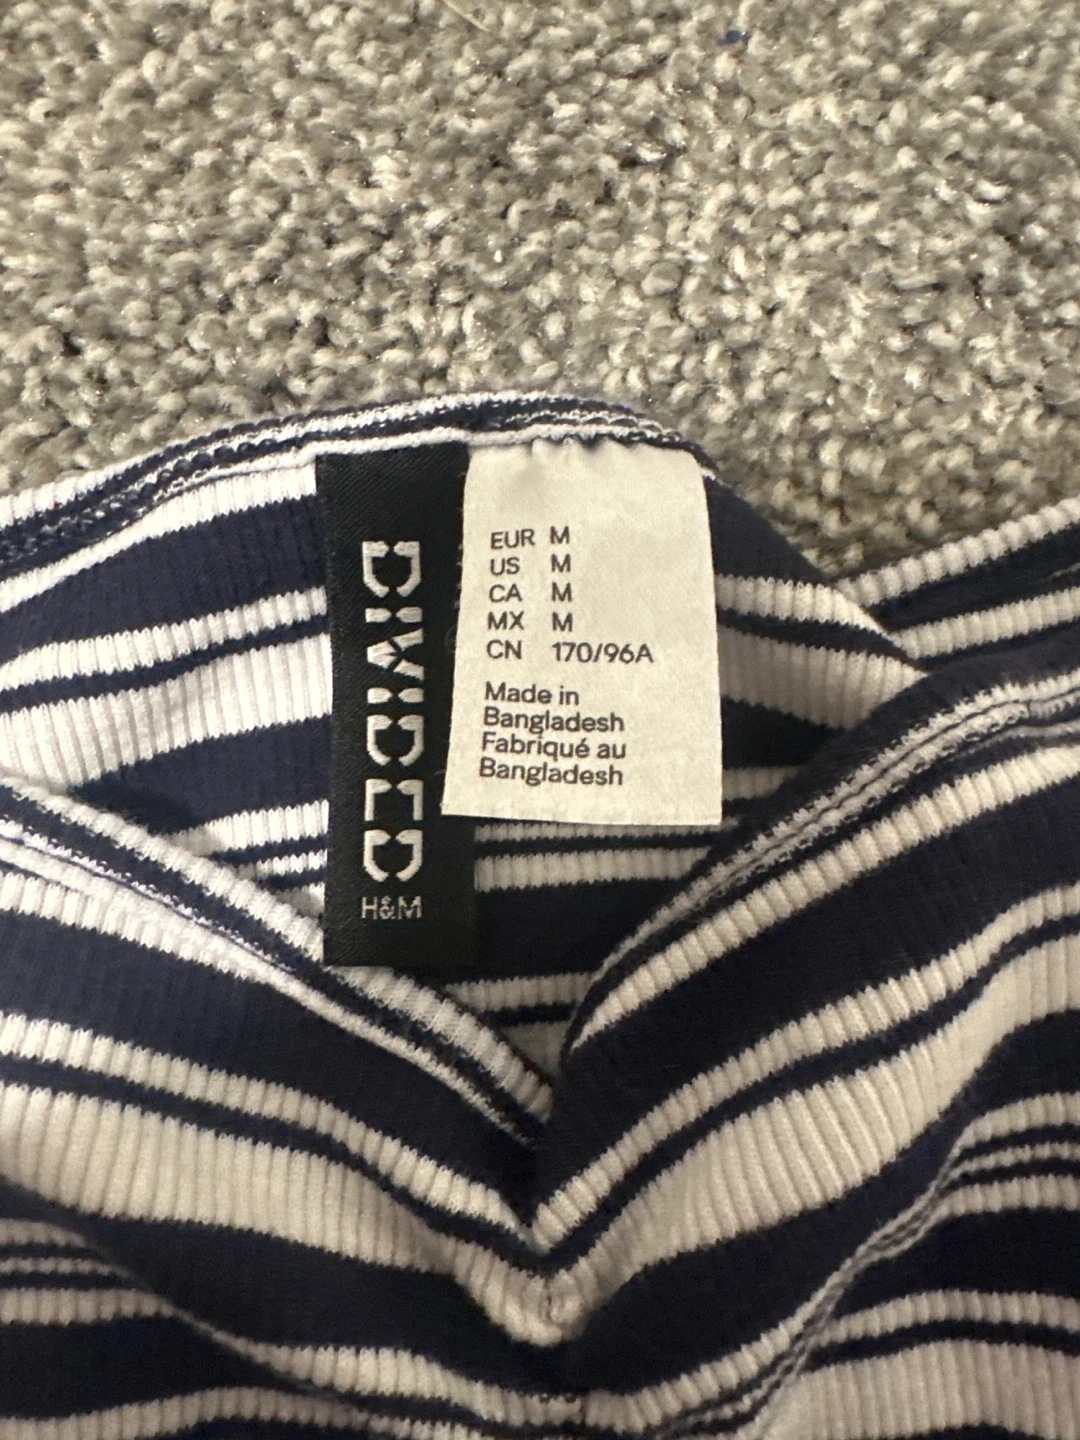 DIVIDED
H&M
EUR M
US M
CA M
MX M
CN 170/96A
Made in
Bangladesh
Fabriqué au
Bangladesh